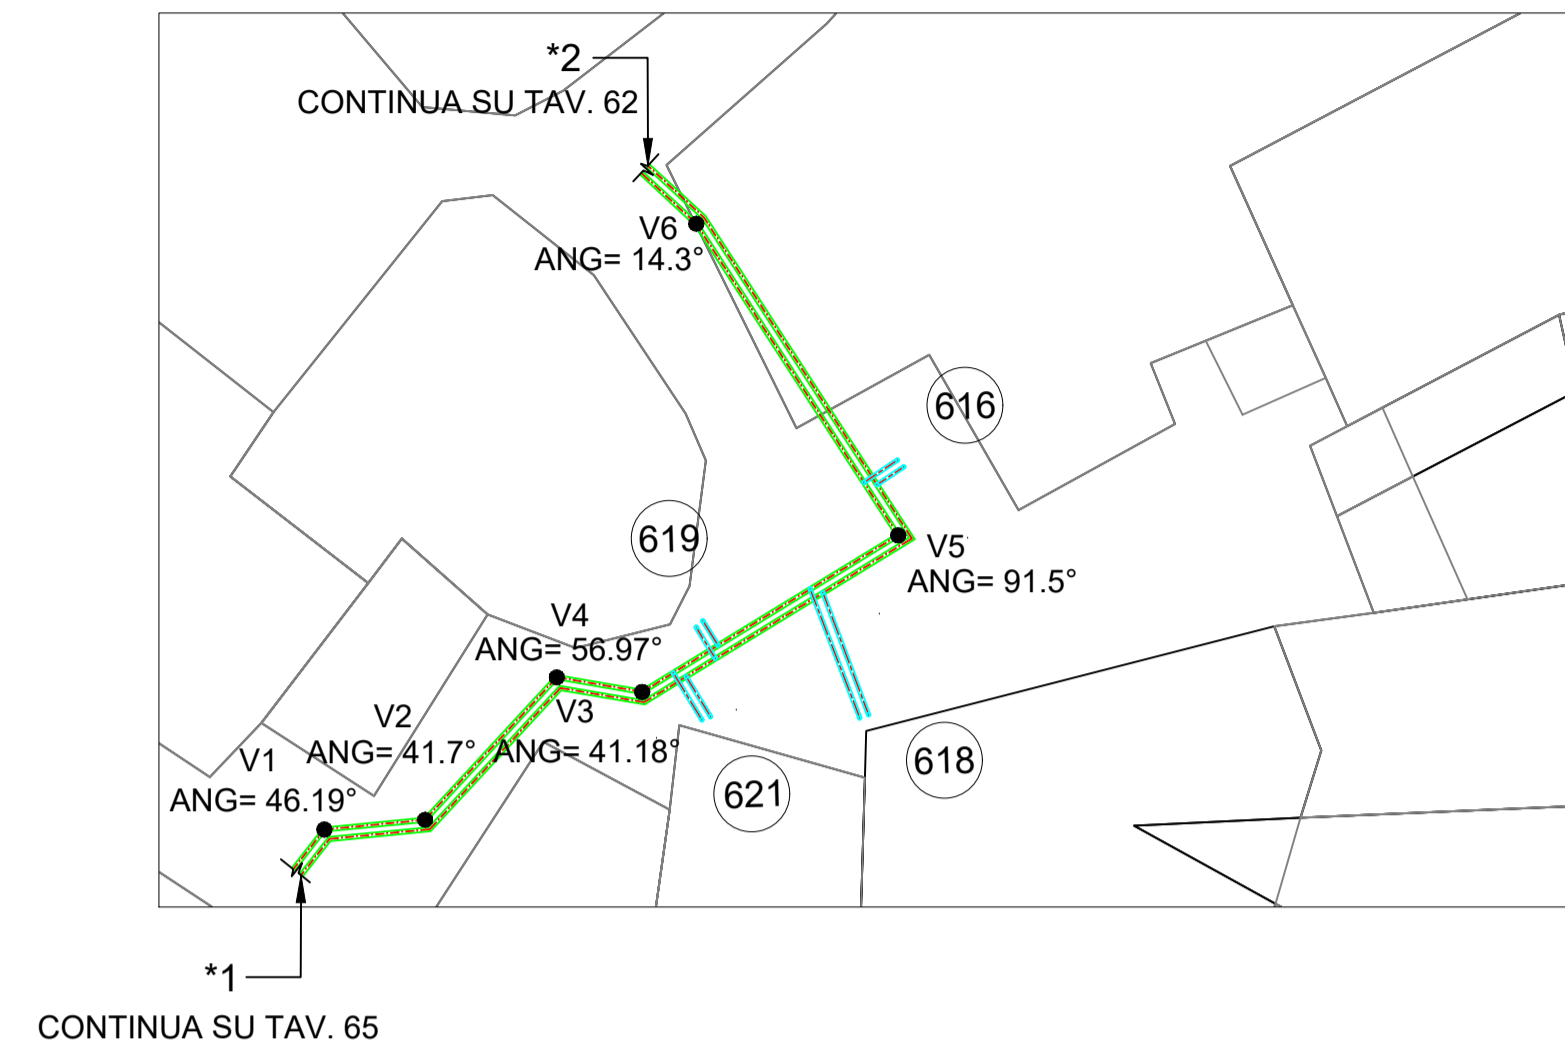 *2
CONTINUA SU TAV. 62
V6
ANG= 14.3°
616
619
V5
ANG= 91.5°
V4
ANG= 56.97°
V3
ANG= 41.18°
V2
ANG= 41.7°
V1
ANG= 46.19°
621
618
*1
CONTINUA SU TAV. 65